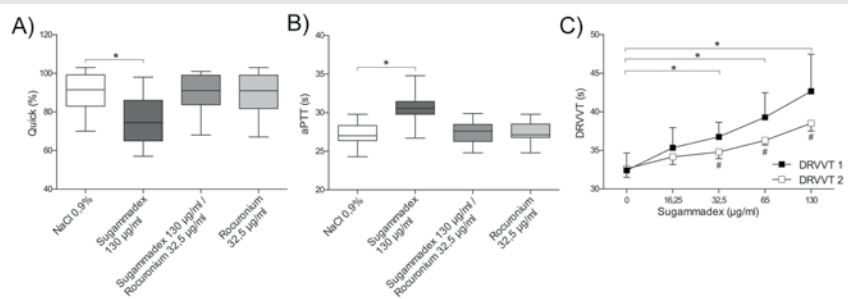 A)
Quick (%)
120
100
80
60
40
*
NaCl 0,9%
Sugammadex
130 µg/ml
Sugammadex 130 µg/ml /
Rocuronium 32,5 µg/ml
Rocuronium
32,5 µg/ml
B)
aPTT (s)
40
35
30
25
20
*
NaCl 0,9%
Sugammadex
130 µg/ml
Sugammadex 130 µg/ml /
Rocuronium 32,5 µg/ml
Rocuronium
32,5 µg/ml
C)
DRVVT (s)
50
45
40
35
30
*
*
*
#
#
#
DRVVT 1
DRVVT 2
0 16,25 32,5 65 130
Sugammadex (µg/ml)